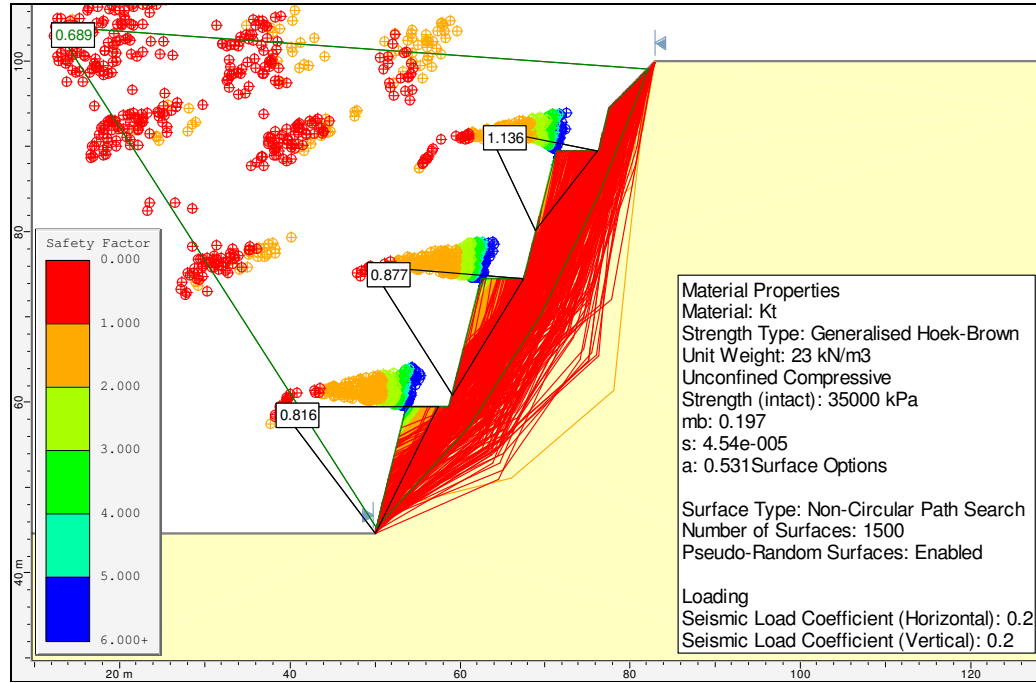 0.689
1.136
0.877
0.816
Safety Factor
0.000
1.000
2.000
3.000
4.000
5.000
6.000+
Material Properties
Material: Kt
Strength Type: Generalised Hoek-Brown
Unit Weight: 23 kN/m3
Unconfined Compressive
Strength (intact): 35000 kPa
mb: 0.197
s: 4.54e-005
a: 0.531Surface Options
Surface Type: Non-Circular Path Search
Number of Surfaces: 1500
Pseudo-Random Surfaces: Enabled
Loading
Seismic Load Coefficient (Horizontal): 0.2
Seismic Load Coefficient (Vertical): 0.2
100
80
60
40 m
20 m
40
60
80
100
120